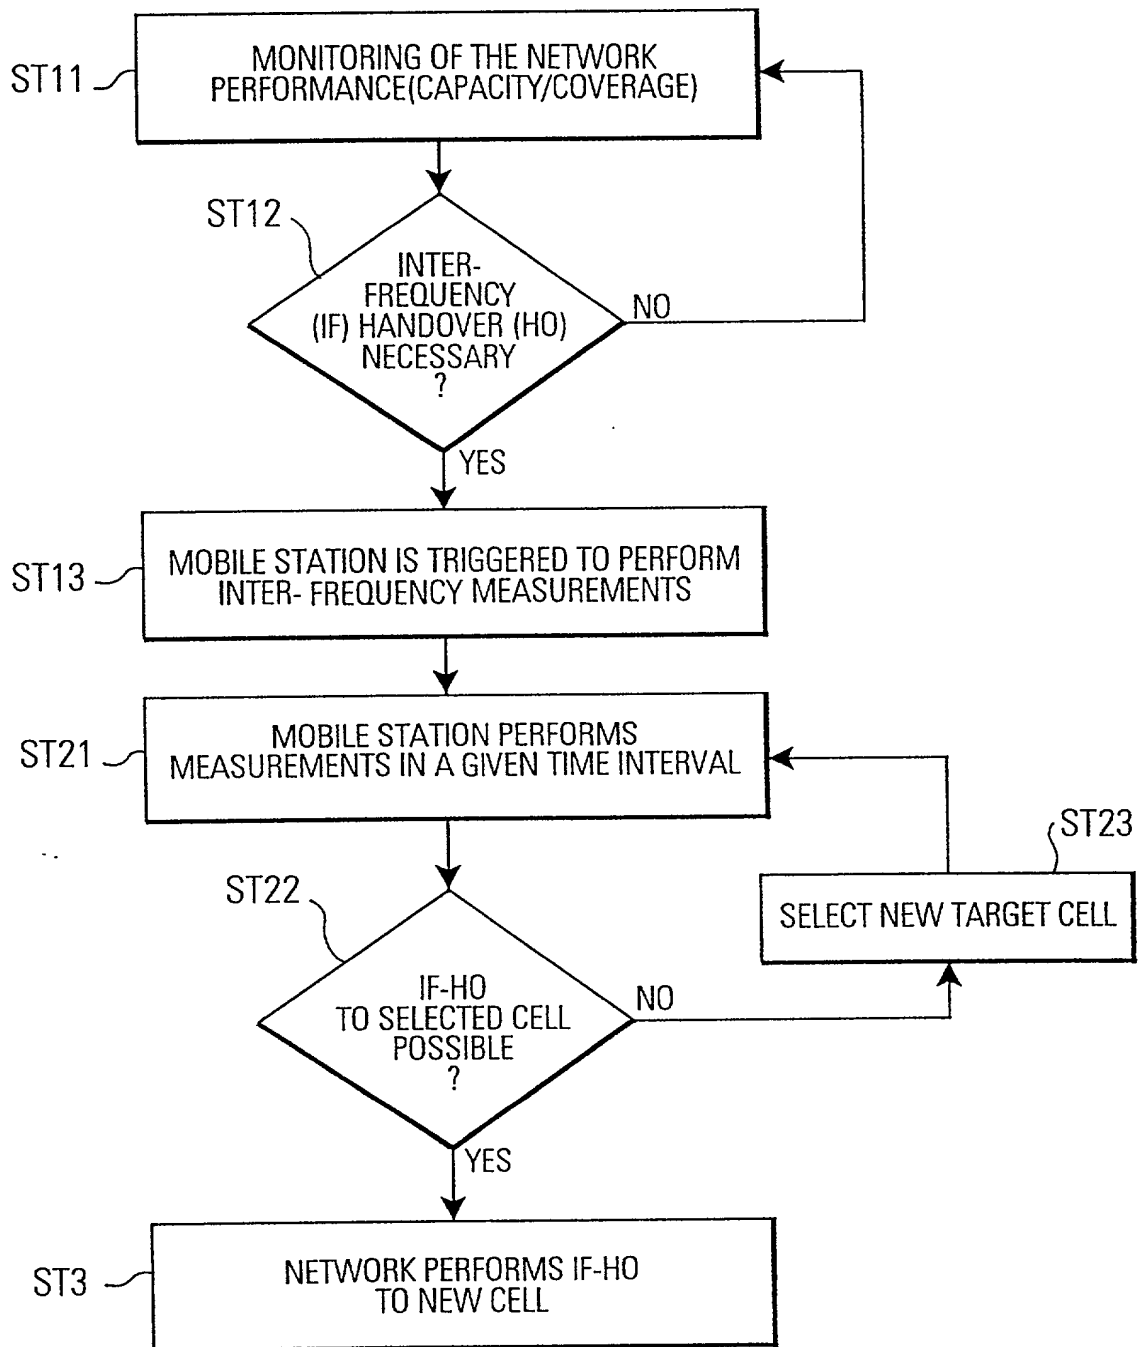 ST11
MONITORING OF THE NETWORK
PERFORMANCE(CAPACITY/COVERAGE)
ST12
INTER-
FREQUENCY
(IF) HANDOVER (HO)
NECESSARY
?
NO
YES
ST13
MOBILE STATION IS TRIGGERED TO PERFORM
INTER- FREQUENCY MEASUREMENTS
ST21
MOBILE STATION PERFORMS
MEASUREMENTS IN A GIVEN TIME INTERVAL
ST23
SELECT NEW TARGET CELL
ST22
IF-HO
TO SELECTED CELL
POSSIBLE
?
NO
YES
ST3
NETWORK PERFORMS IF-HO
TO NEW CELL